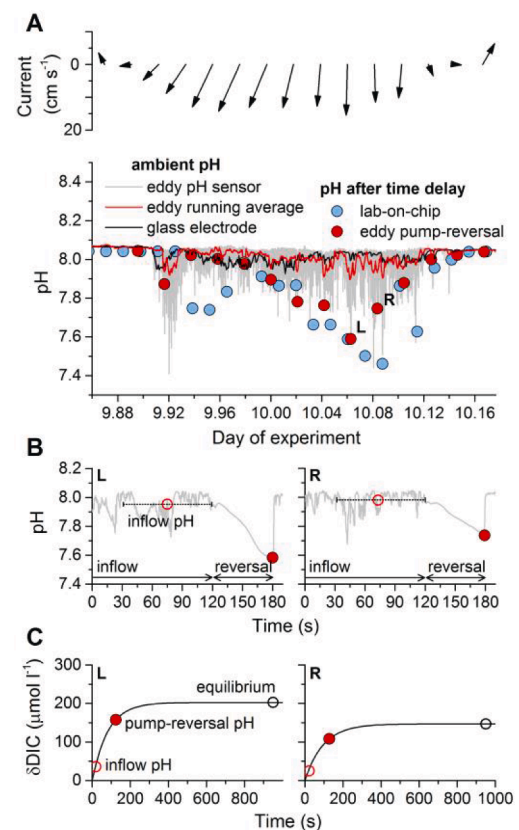 A
Current
(cm s⁻¹)
0
10
20
ambient pH
eddy pH sensor
eddy running average
glass electrode
pH after time delay
lab-on-chip
eddy pump-reversal
pH
8.4
8.2
8.0
7.8
7.6
7.4
L
R
9.88 9.92 9.96 10.00 10.04 10.08 10.12 10.16
Day of experiment
B
L
R
pH
8.2
8.0
7.8
7.6
7.4
inflow pH
inflow reversal
inflow reversal
0 30 60 90 120 150 180
0 30 60 90 120 150 180
Time (s)
Time (s)
C
L
R
δDIC (μmol l⁻¹)
300
200
100
0
equilibrium
pump-reversal pH
inflow pH
0 200 400 600 800
0 200 400 600 800 1000
Time (s)
Time (s)